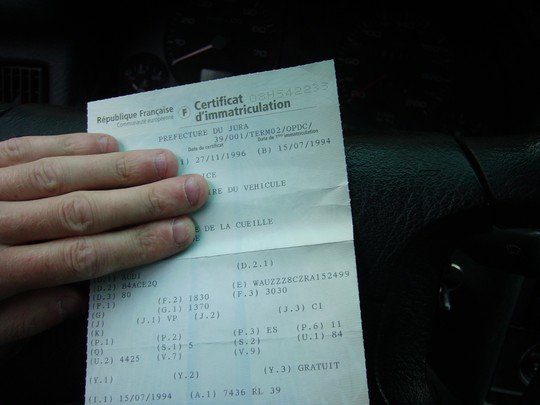 République Française
Communauté européenne
F
Certificat
d'immatriculation
PREFECTURE DU JURA
39/001/TERM02/OPDC/
Date du certificat Date de 1ère immatriculation
27/11/1996 (B) 15/07/1994
ICE
IRE DU VEHICULE
E DE LA CUEILLE
E
(D.1) AUDI (D.2.1)
(D.2) B4ACE2Q (E) WAUZZZ8CZRA152499
(D.3) 80 (F.2) 1830 (F.3) 3030
(F.1) (G.1) 1370
(G) (J.3) CI
(J) (J.1) VP (J.2)
(K)
(P.1) (P.2) (P.3) ES (P.6) 11
(Q) (S.1) 5 (S.2) (U.1) 84
(U.2) 4425 (V.7) (V.9)
(Y.1) (Y.2) (Y.3) GRATUIT
(I.1) 15/07/1994 (A.1) 7436 RL 39